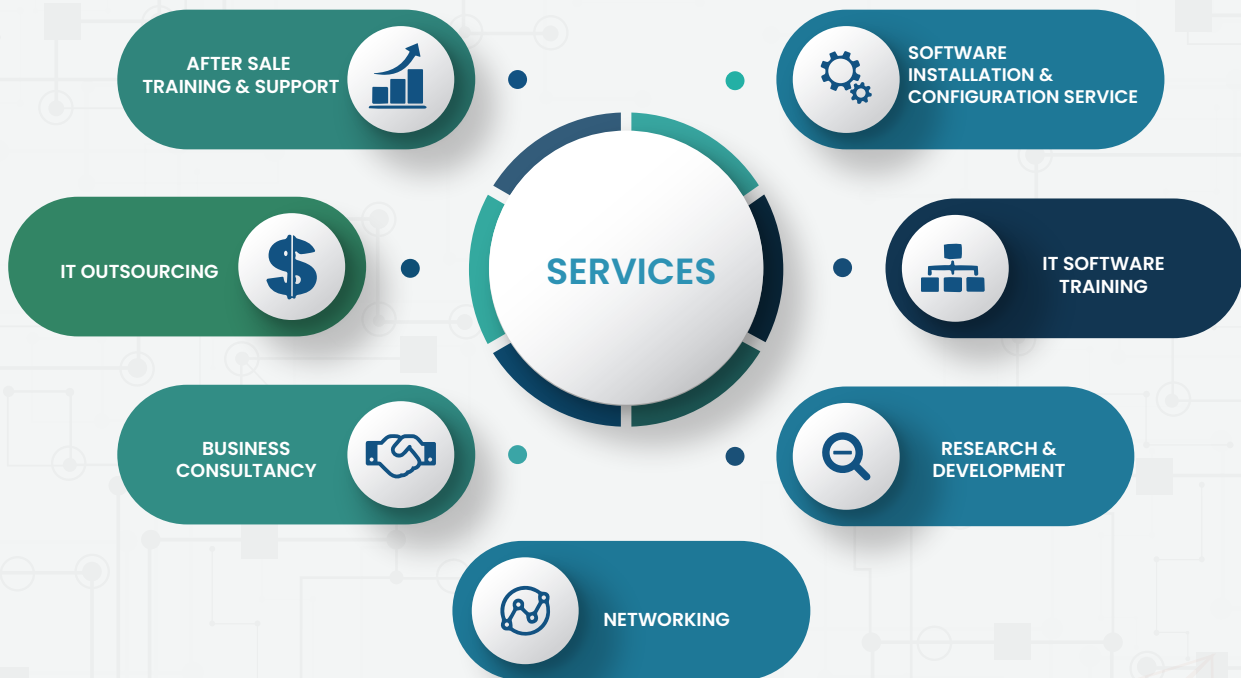 AFTER SALE
TRAINING & SUPPORT
SOFTWARE
INSTALLATION &
CONFIGURATION SERVICE
IT OUTSOURCING
SERVICES
IT SOFTWARE
TRAINING
BUSINESS
CONSULTANCY
RESEARCH &
DEVELOPMENT
NETWORKING